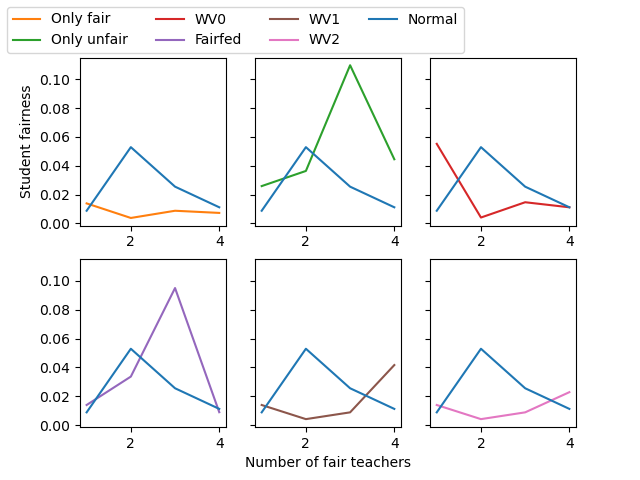 Only fair WV0 WV1 Normal
Only unfair Fairfed WV2
Student fairness
0.10
0.08
0.06
0.04
0.02
0.00
2 4 2 4 2 4
0.10
0.08
0.06
0.04
0.02
0.00
2 4 2 4 2 4
Number of fair teachers